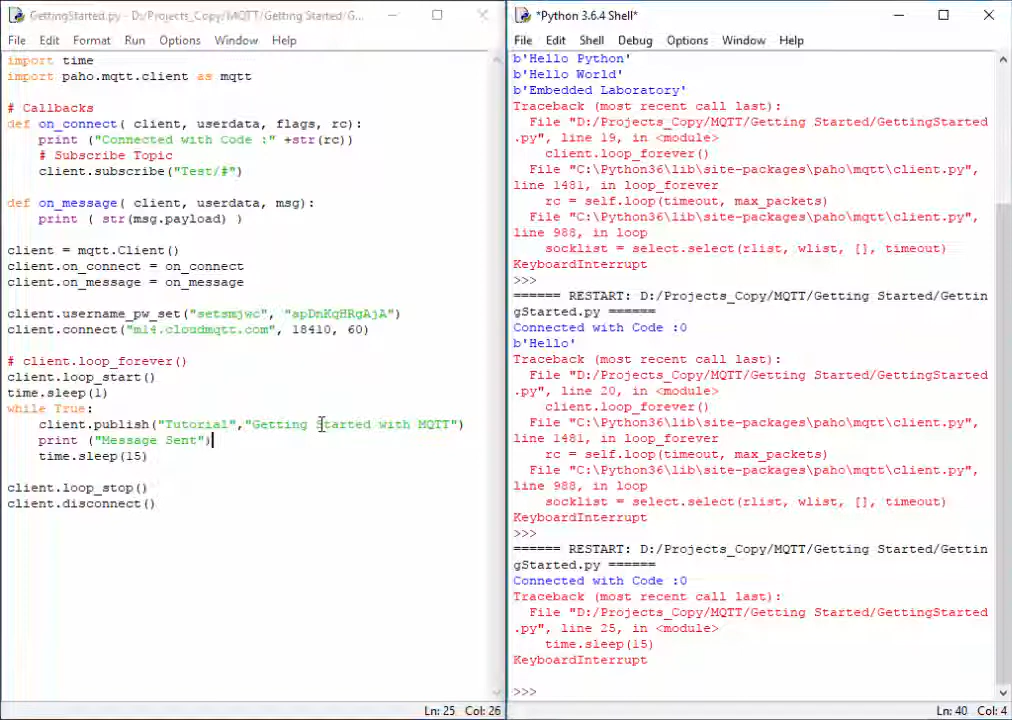 GettingStarted.py - D:/Projects_Copy/MQTT/Getting Started/G...
File Edit Format Run Options Window Help
import time
import paho.mqtt.client as mqtt
# Callbacks
def on_connect( client, userdata, flags, rc):
print ("Connected with Code :" +str(rc))
# Subscribe Topic
client.subscribe("Test/#")
def on_message( client, userdata, msg):
print ( str(msg.payload) )
client = mqtt.Client()
client.on_connect = on_connect
client.on_message = on_message
client.username_pw_set("setsmjwc", "apDnKqHRgAjA")
client.connect("m14.cloudmqtt.com", 18410, 60)
# client.loop_forever()
client.loop_start()
time.sleep(1)
while True:
client.publish("Tutorial","Getting Started with MQTT")
print ("Message Sent")
time.sleep(15)
client.loop_stop()
client.disconnect()
Ln: 25 Col: 26
*Python 3.6.4 Shell*
File Edit Shell Debug Options Window Help
b'Hello Python'
b'Hello World'
b'Embedded Laboratory'
Traceback (most recent call last):
File "D:/Projects_Copy/MQTT/Getting Started/GettingStarted
.py", line 19, in <module>
client.loop_forever()
File "C:\Python36\lib\site-packages\paho\mqtt\client.py",
line 1481, in loop_forever
rc = self.loop(timeout, max_packets)
File "C:\Python36\lib\site-packages\paho\mqtt\client.py",
line 988, in loop
socklist = select.select(rlist, wlist, [], timeout)
KeyboardInterrupt
>>>
====== RESTART: D:/Projects_Copy/MQTT/Getting Started/Gettin
gStarted.py ======
Connected with Code :0
b'Hello'
Traceback (most recent call last):
File "D:/Projects_Copy/MQTT/Getting Started/GettingStarted
.py", line 20, in <module>
client.loop_forever()
File "C:\Python36\lib\site-packages\paho\mqtt\client.py",
line 1481, in loop_forever
rc = self.loop(timeout, max_packets)
File "C:\Python36\lib\site-packages\paho\mqtt\client.py",
line 988, in loop
socklist = select.select(rlist, wlist, [], timeout)
KeyboardInterrupt
>>>
====== RESTART: D:/Projects_Copy/MQTT/Getting Started/Gettin
gStarted.py ======
Connected with Code :0
Traceback (most recent call last):
File "D:/Projects_Copy/MQTT/Getting Started/GettingStarted
.py", line 25, in <module>
time.sleep(15)
KeyboardInterrupt
>>>
Ln: 40 Col: 4